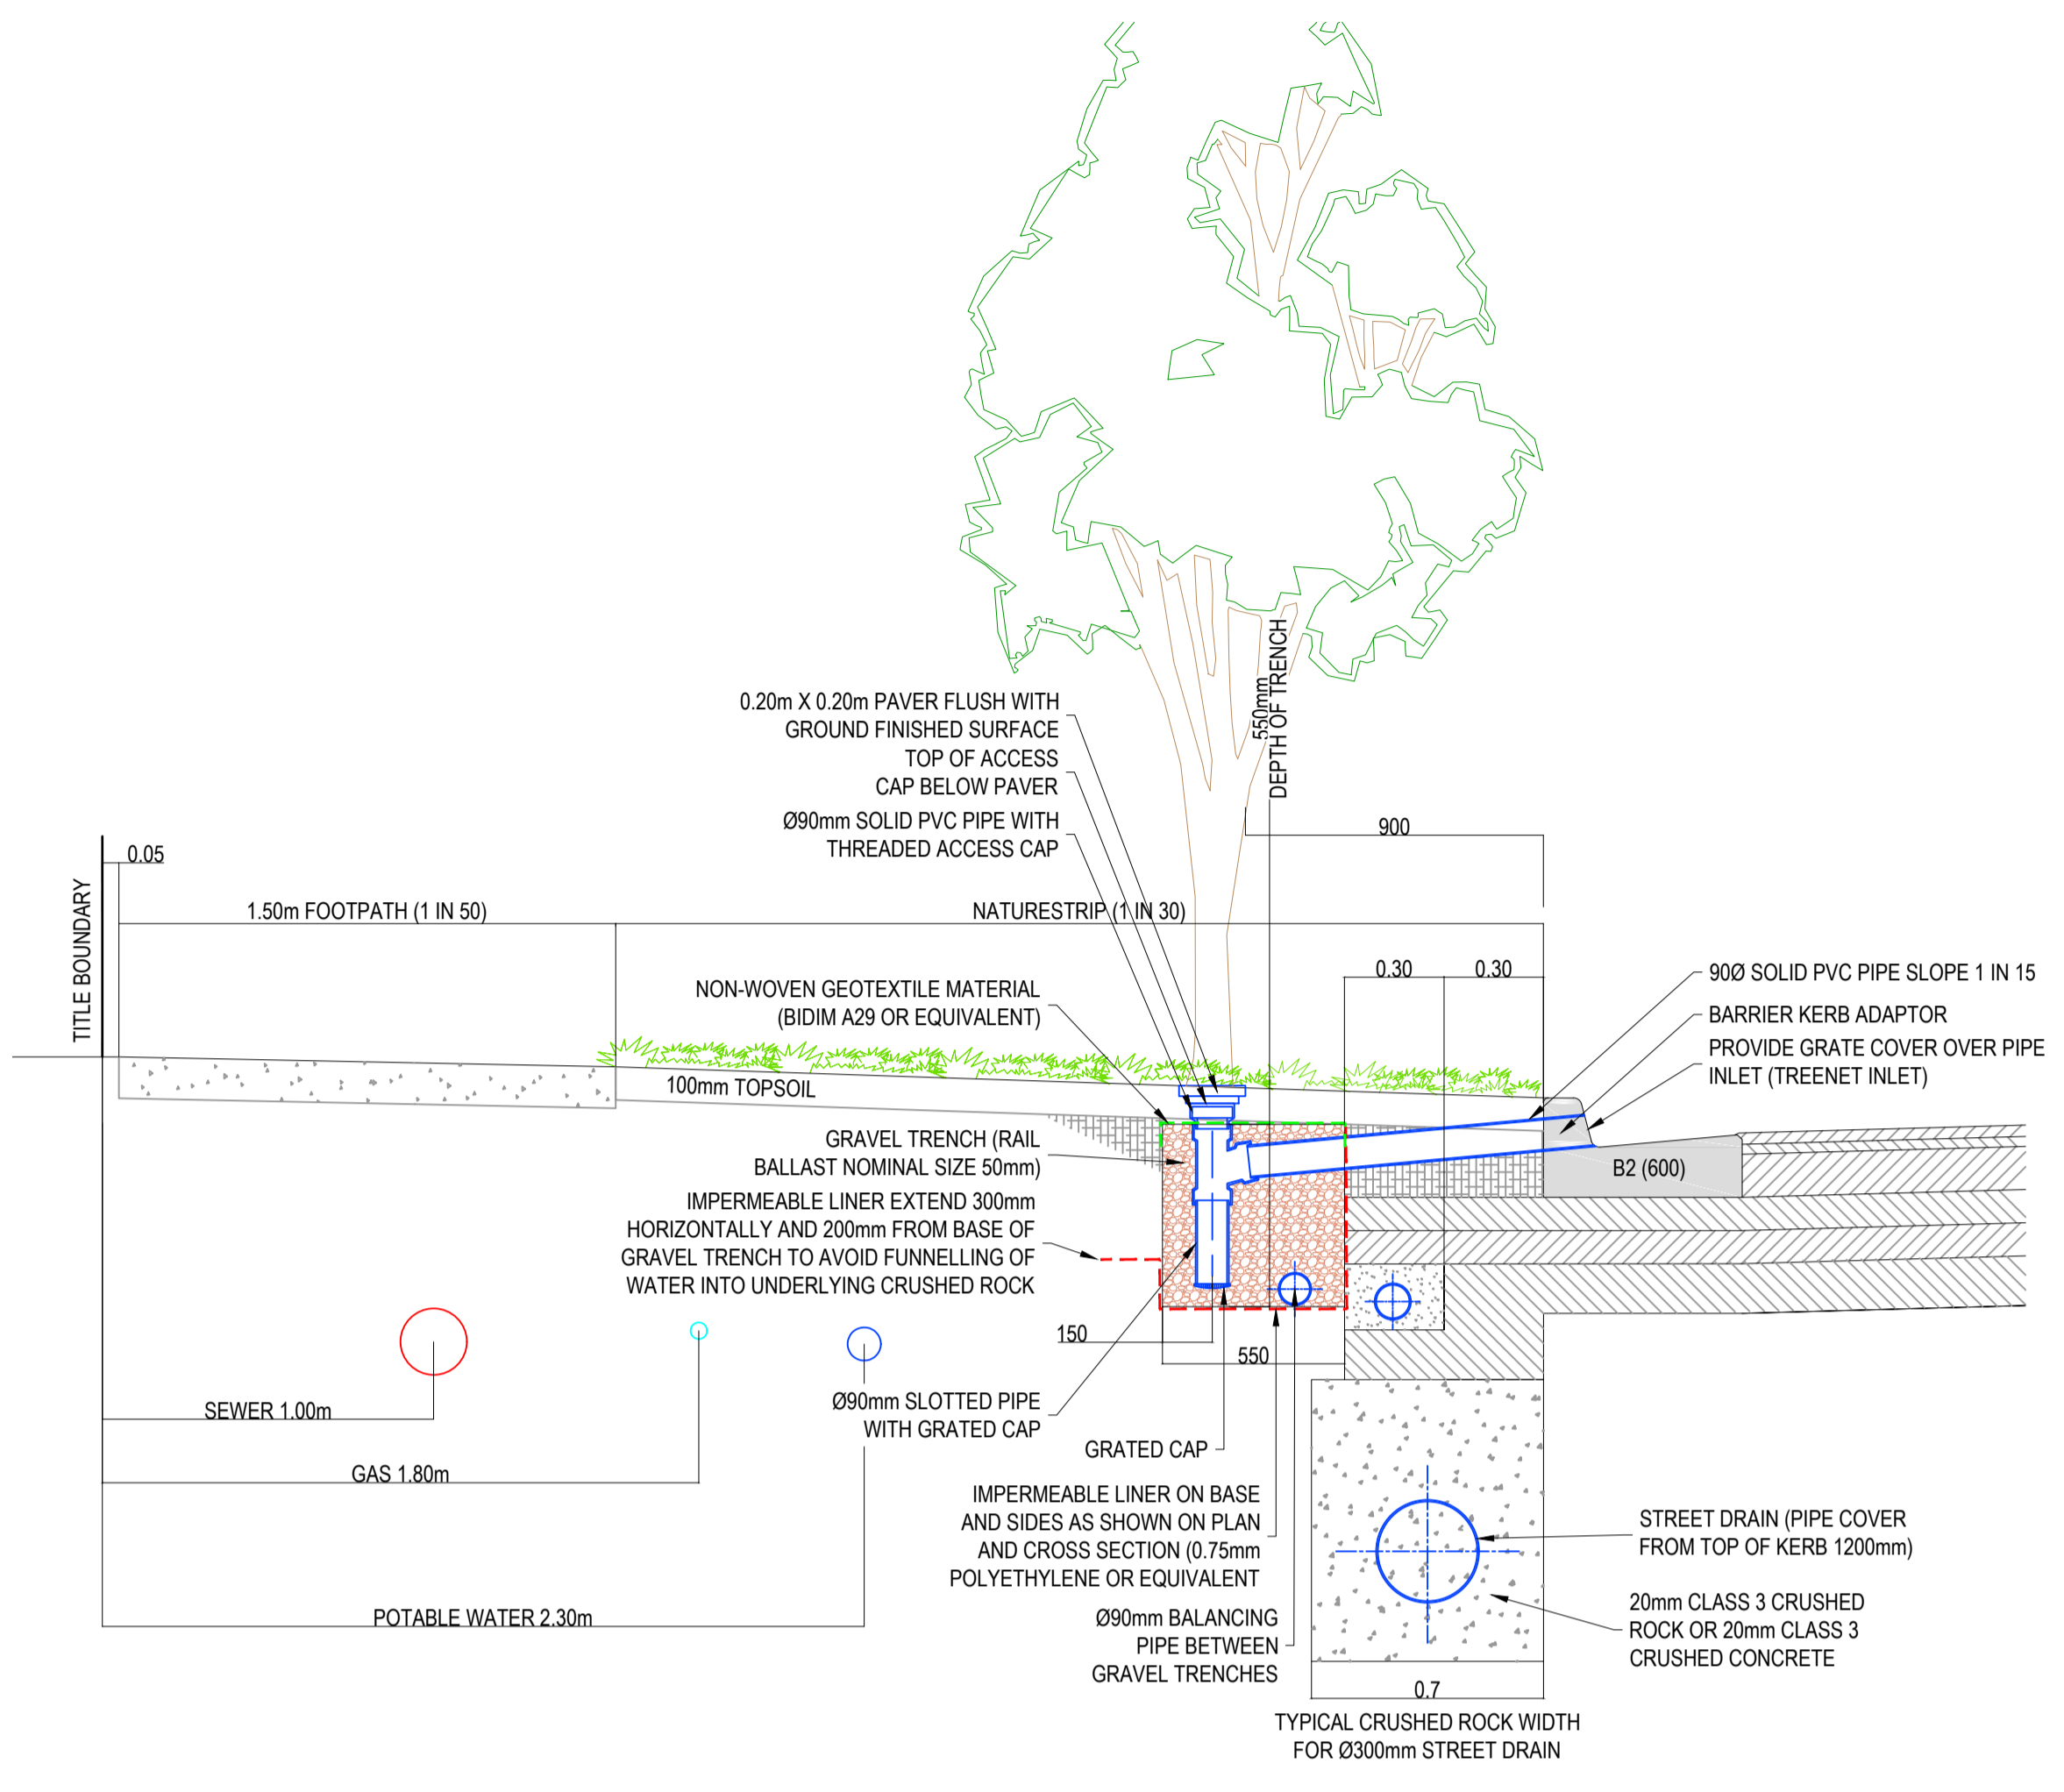 0.20m X 0.20m PAVER FLUSH WITH
GROUND FINISHED SURFACE
TOP OF ACCESS
CAP BELOW PAVER
Ø90mm SOLID PVC PIPE WITH
THREADED ACCESS CAP
550mm
DEPTH OF TRENCH
900
TITLE BOUNDARY
0.05
1.50m FOOTPATH (1 IN 50)
NATURESTRIP (1 IN 30)
0.30
0.30
NON-WOVEN GEOTEXTILE MATERIAL
(BIDIM A29 OR EQUIVALENT)
90Ø SOLID PVC PIPE SLOPE 1 IN 15
BARRIER KERB ADAPTOR
PROVIDE GRATE COVER OVER PIPE
INLET (TREENET INLET)
100mm TOPSOIL
GRAVEL TRENCH (RAIL
BALLAST NOMINAL SIZE 50mm)
B2 (600)
IMPERMEABLE LINER EXTEND 300mm
HORIZONTALLY AND 200mm FROM BASE OF
GRAVEL TRENCH TO AVOID FUNNELLING OF
WATER INTO UNDERLYING CRUSHED ROCK
150
550
SEWER 1.00m
Ø90mm SLOTTED PIPE
WITH GRATED CAP
GRATED CAP
GAS 1.80m
IMPERMEABLE LINER ON BASE
AND SIDES AS SHOWN ON PLAN
AND CROSS SECTION (0.75mm
POLYETHYLENE OR EQUIVALENT
STREET DRAIN (PIPE COVER
FROM TOP OF KERB 1200mm)
20mm CLASS 3 CRUSHED
ROCK OR 20mm CLASS 3
CRUSHED CONCRETE
POTABLE WATER 2.30m
Ø90mm BALANCING
PIPE BETWEEN
GRAVEL TRENCHES
0.7
TYPICAL CRUSHED ROCK WIDTH
FOR Ø300mm STREET DRAIN